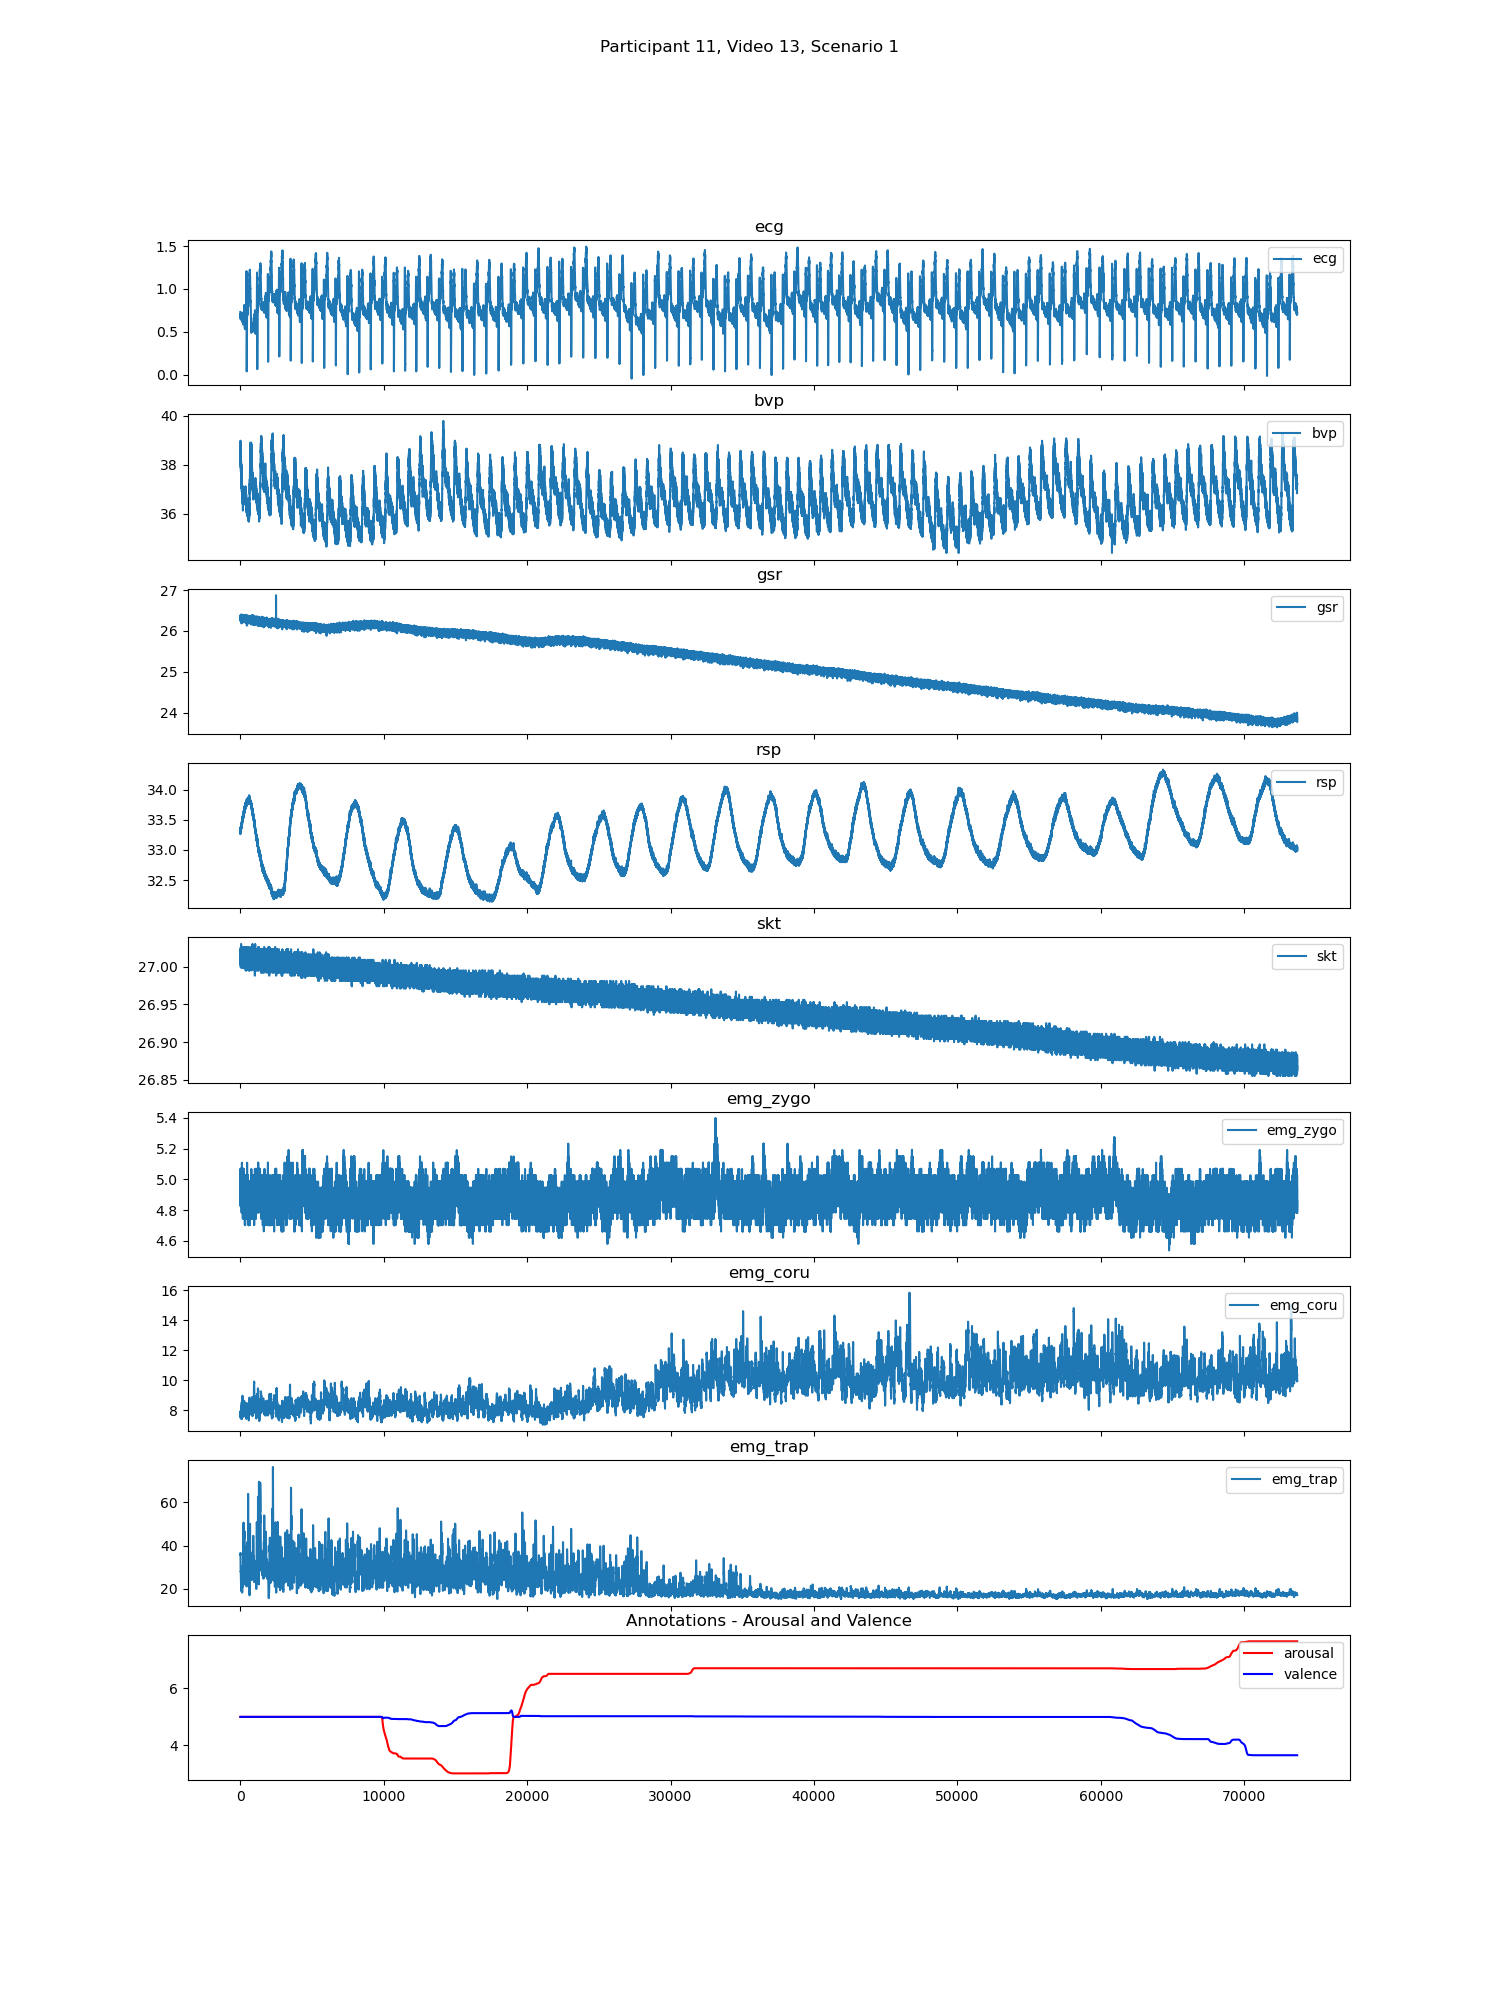 Participant 11, Video 13, Scenario 1
ecg
1.5
1.0
0.5
0.0
ecg
bvp
40
38
36
bvp
gsr
27
26
25
24
gsr
rsp
34.0
33.5
33.0
32.5
rsp
skt
27.00
26.95
26.90
26.85
skt
emg_zygo
5.4
5.2
5.0
4.8
4.6
emg_zygo
emg_coru
16
14
12
10
8
emg_coru
emg_trap
60
40
20
emg_trap
Annotations - Arousal and Valence
6
4
arousal
valence
0 10000 20000 30000 40000 50000 60000 70000